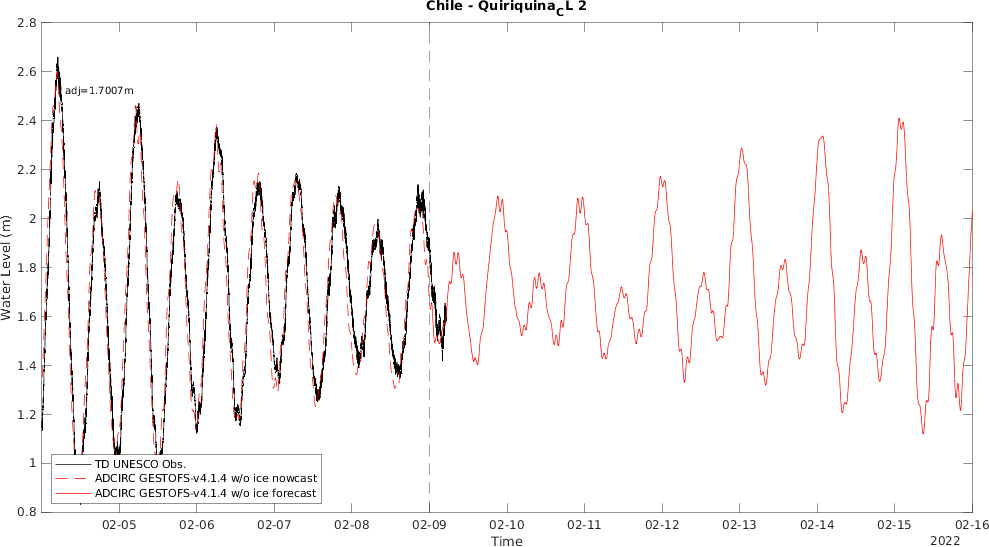 Chile - Quiriquina_CL 2
Water Level (m)
2.8
2.6
2.4
2.2
2
1.8
1.6
1.4
1.2
1
0.8
adj=1.7007m
TD UNESCO Obs.
ADCIRC GESTOFS-v4.1.4 w/o ice nowcast
ADCIRC GESTOFS-v4.1.4 w/o ice forecast
02-05 02-06 02-07 02-08 02-09 02-10 02-11 02-12 02-13 02-14 02-15 02-16
Time
2022